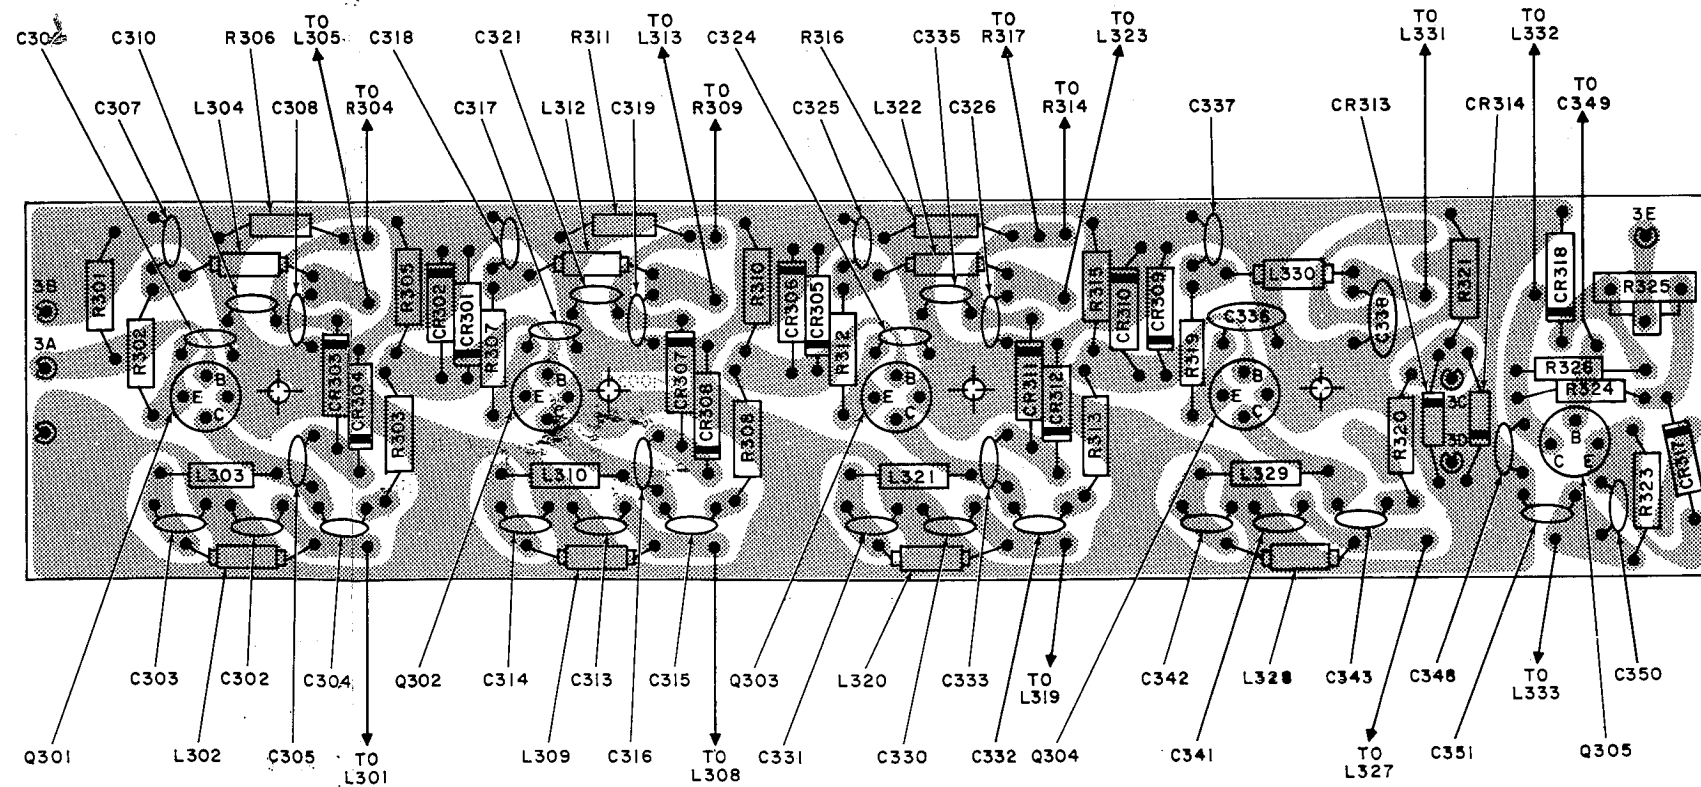 TO TO TO TO TO TO
C310 R306 L305 C318 C321 R311 L313 C324 R316 C335 R317 L323 L331 L332
TO TO TO TO
C307 L304 C308 R304 C317 L312 C319 R309 C325 L322 C326 R314 C337 CR313 CR314 C349
3E
3B R301 R302 R305 CR302 CR301 R307 R310 CR306 CR305 R312 R315 CR310 CR309 R319 L330 C336 C338 R321 CR318 R325
3A CR303 CR304 R303 CR307 CR308 R308 CR311 CR312 R313 R320 R326
B B B B 3C R324
E E E E
C C C C 3D B
C E
L303 L310 L321 L329 R323 CR317
C303 C302 C304 Q302 C314 C313 C315 Q303 L320 C333 TO C342 L328 C343 C348 TO C350
L319 L333
Q301 L302 C305 TO L309 C316 TO C331 C330 C332 Q304 C341 TO C351 Q305
L301 L308 L327